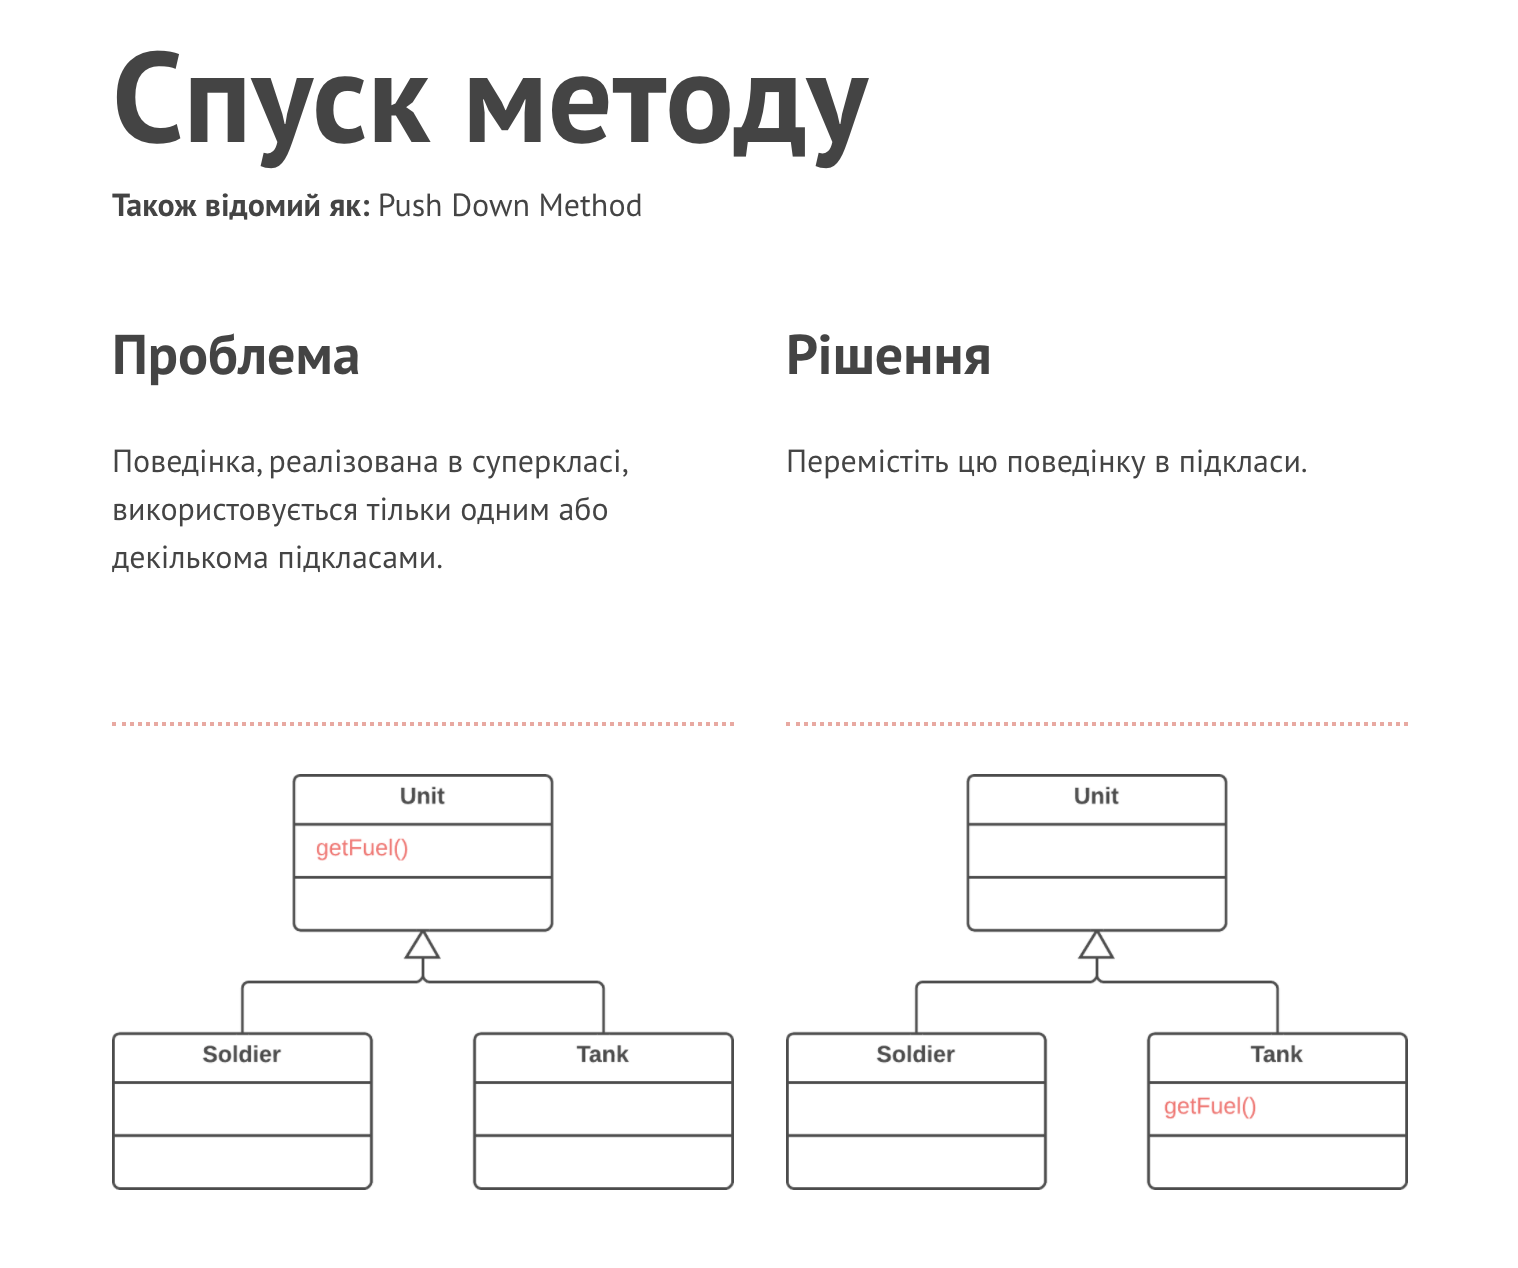 Спуск методу
Також відомий як: Push Down Method
Проблема
Поведінка, реалізована в суперкласі,
використовується тільки одним або
декількома підкласами.
Рішення
Перемістіть цю поведінку в підкласи.
Unit
getFuel()
Soldier
Tank
Unit
Soldier
Tank
getFuel()